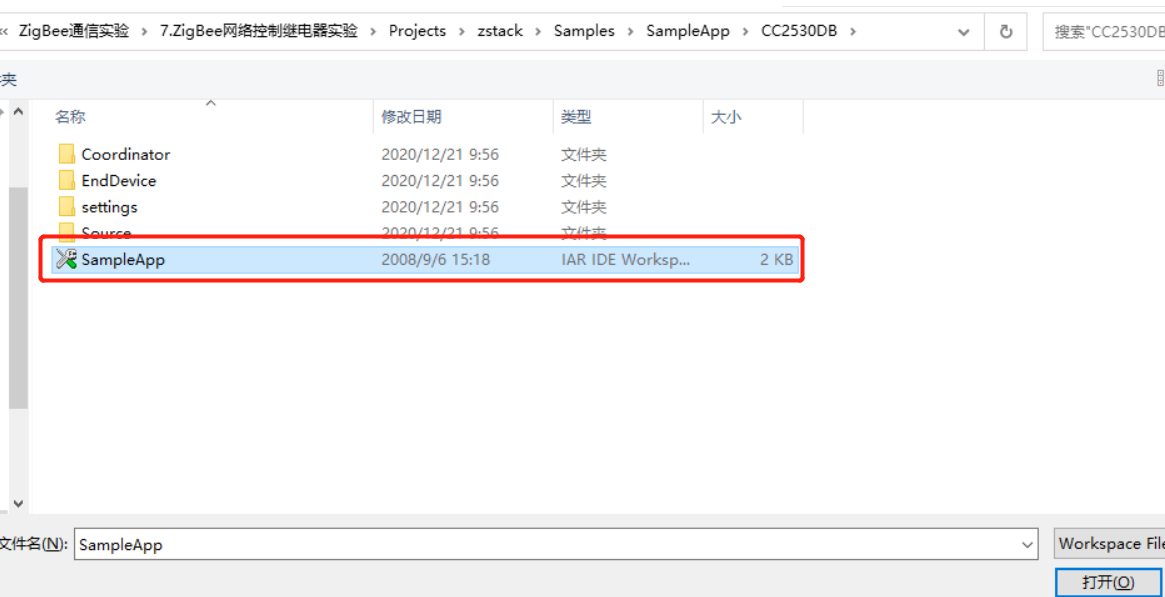 « ZigBee通信实验 › 7.ZigBee网络控制继电器实验 › Projects › zstack › Samples › SampleApp › CC2530DB › 搜索"CC2530DB
夹
名称 修改日期 类型 大小
Coordinator 2020/12/21 9:56 文件夹
EndDevice 2020/12/21 9:56 文件夹
settings 2020/12/21 9:56 文件夹
Source 2020/12/21 9:56 文件夹
SampleApp 2008/9/6 15:18 IAR IDE Worksp... 2 KB
文件名(N): SampleApp Workspace File
打开(O)